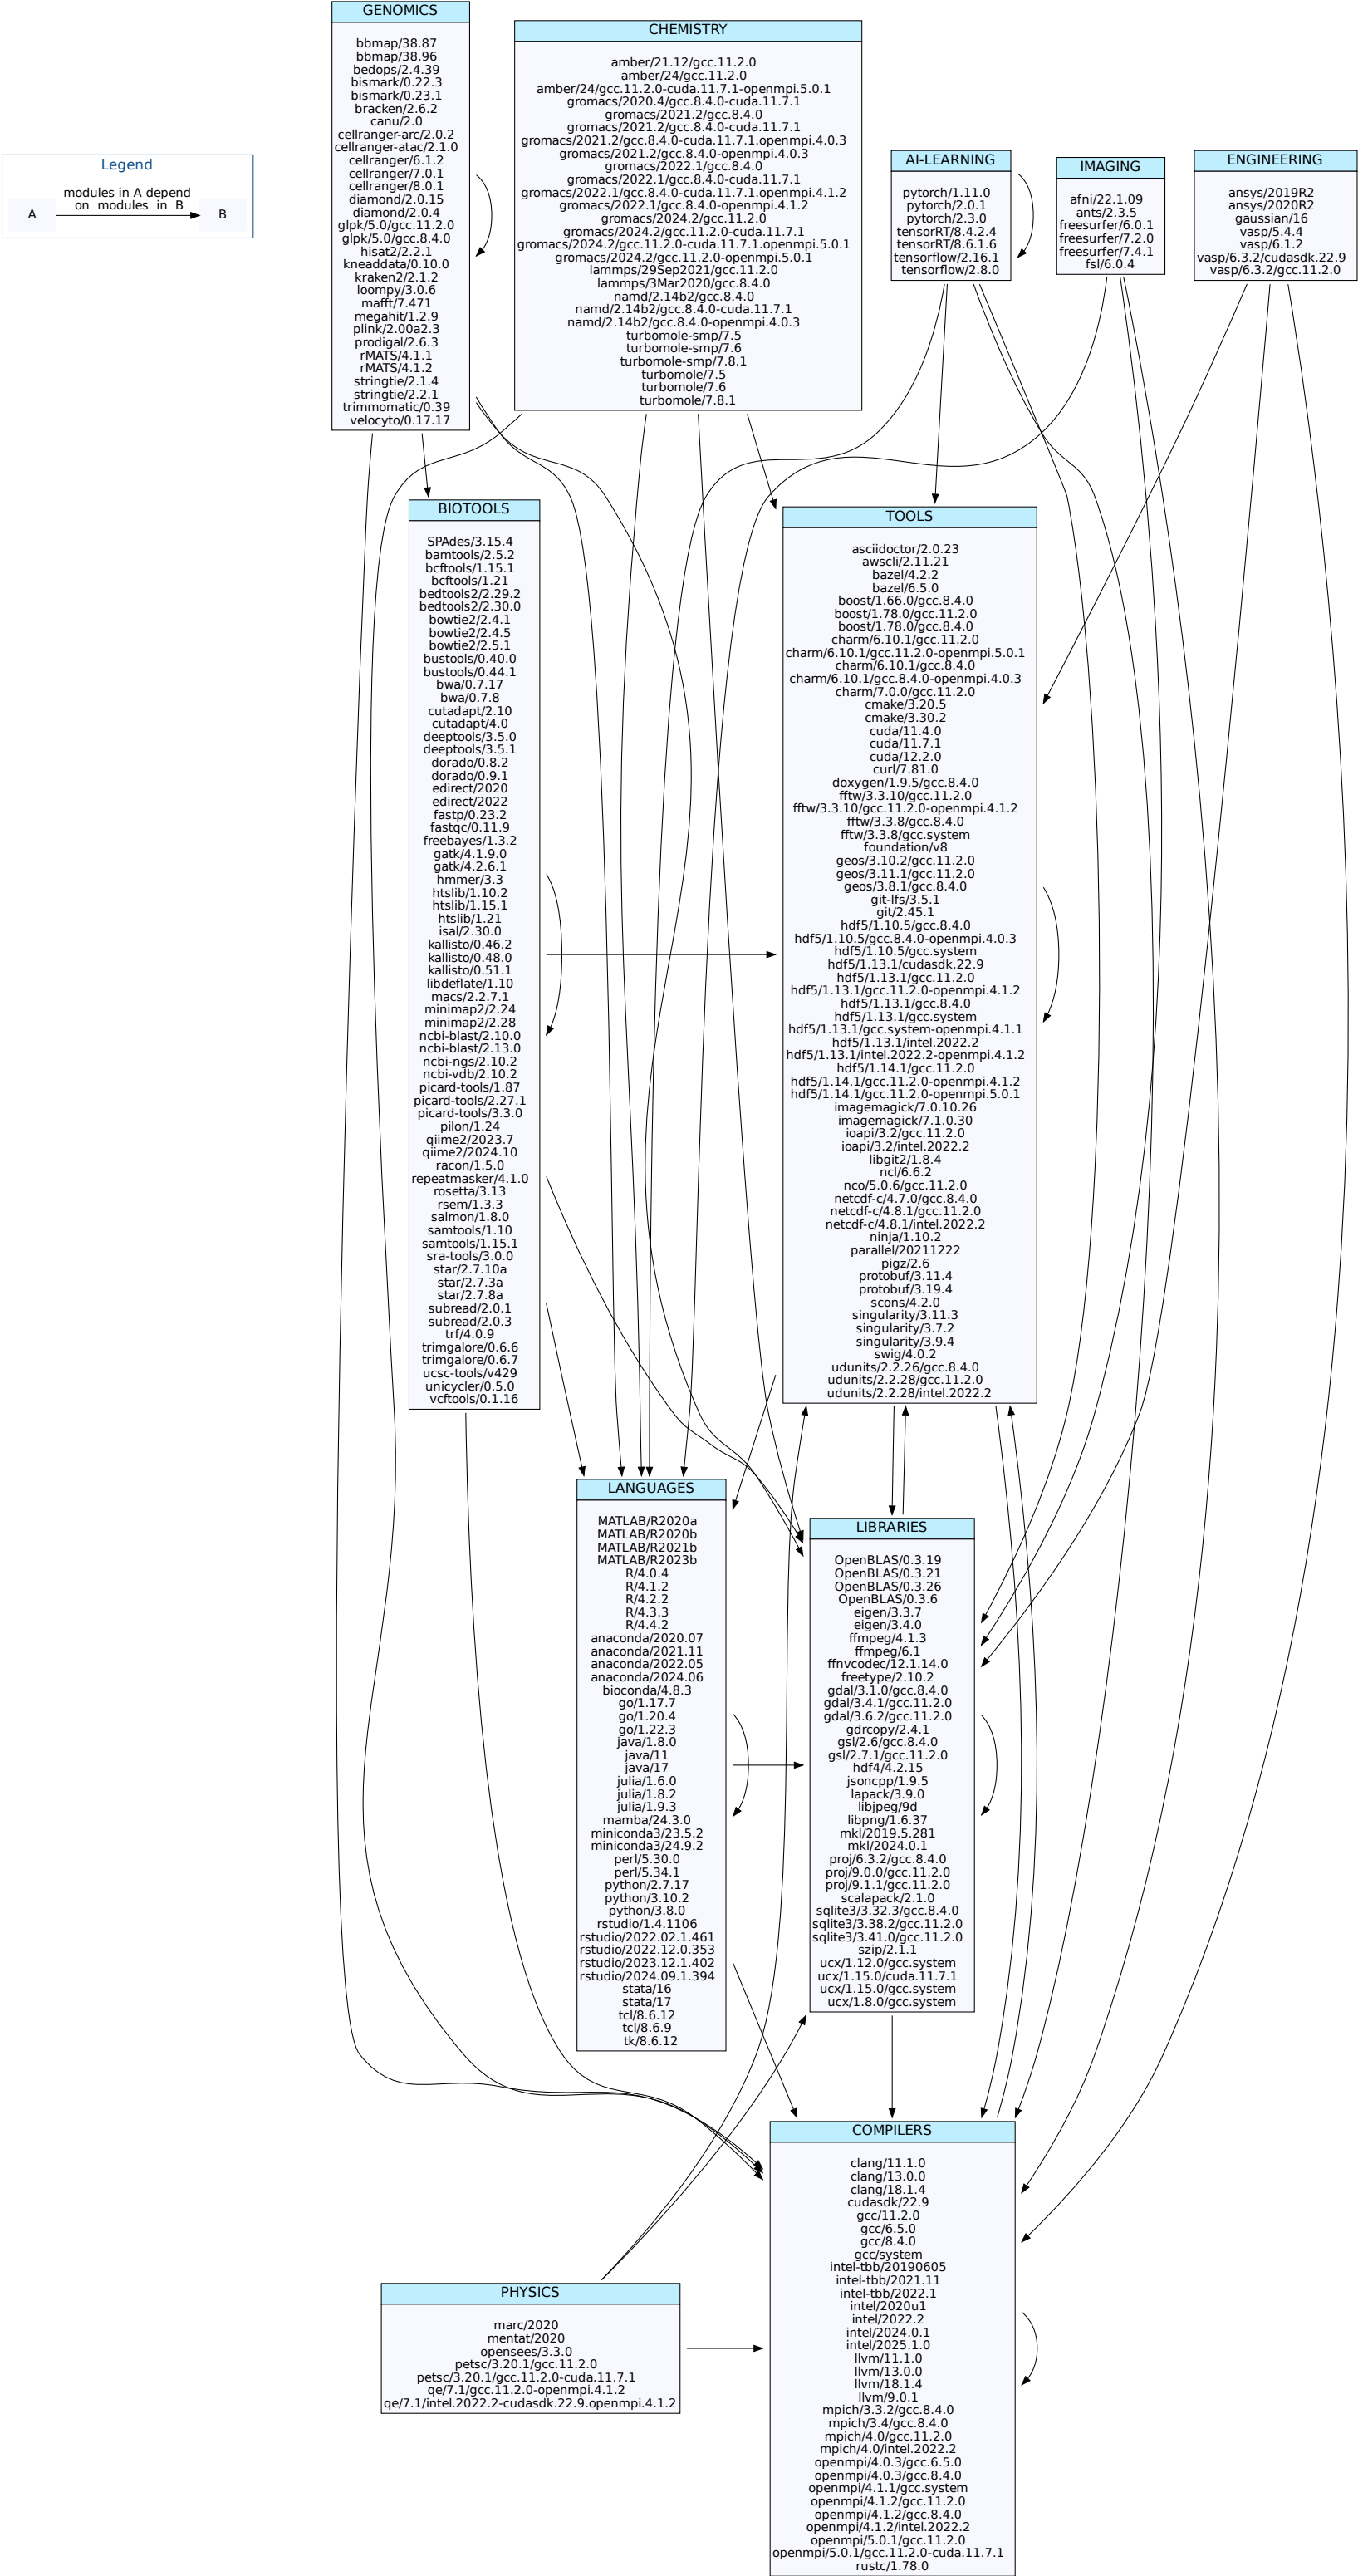 GENOMICS
bbmap/38.87
bbmap/38.96
bedops/2.4.39
bismark/0.22.3
bismark/0.23.1
bracken/2.6.2
canu/2.0
cellranger-arc/2.0.2
cellranger-atac/2.1.0
cellranger/6.1.2
cellranger/7.0.1
cellranger/8.0.1
diamond/2.0.15
diamond/2.0.4
glpk/5.0/gcc.11.2.0
glpk/5.0/gcc.8.4.0
hisat2/2.2.1
kneaddata/0.10.0
kraken2/2.1.2
loompy/3.0.6
mafft/7.471
megahit/1.2.9
plink/2.00a2.3
prodigal/2.6.3
rMATS/4.1.1
rMATS/4.1.2
stringtie/2.1.4
stringtie/2.2.1
trimmomatic/0.39
velocyto/0.17.17
CHEMISTRY
amber/21.12/gcc.11.2.0
amber/24/gcc.11.2.0
amber/24/gcc.11.2.0-cuda.11.7.1-openmpi.5.0.1
gromacs/2020.4/gcc.8.4.0-cuda.11.7.1
gromacs/2021.2/gcc.8.4.0
gromacs/2021.2/gcc.8.4.0-cuda.11.7.1
gromacs/2021.2/gcc.8.4.0-cuda.11.7.1.openmpi.4.0.3
gromacs/2021.2/gcc.8.4.0-openmpi.4.0.3
gromacs/2022.1/gcc.8.4.0
gromacs/2022.1/gcc.8.4.0-cuda.11.7.1
gromacs/2022.1/gcc.8.4.0-cuda.11.7.1.openmpi.4.1.2
gromacs/2022.1/gcc.8.4.0-openmpi.4.1.2
gromacs/2024.2/gcc.11.2.0
gromacs/2024.2/gcc.11.2.0-cuda.11.7.1
gromacs/2024.2/gcc.11.2.0-cuda.11.7.1.openmpi.5.0.1
gromacs/2024.2/gcc.11.2.0-openmpi.5.0.1
lammps/29Sep2021/gcc.11.2.0
lammps/3Mar2020/gcc.8.4.0
namd/2.14b2/gcc.8.4.0
namd/2.14b2/gcc.8.4.0-cuda.11.7.1
namd/2.14b2/gcc.8.4.0-openmpi.4.0.3
turbomole-smp/7.5
turbomole-smp/7.6
turbomole-smp/7.8.1
turbomole/7.5
turbomole/7.6
turbomole/7.8.1
Legend
modules in A depend
on modules in B
A
B
AI-LEARNING
pytorch/1.11.0
pytorch/2.0.1
pytorch/2.3.0
tensorRT/8.4.2.4
tensorRT/8.6.1.6
tensorflow/2.16.1
tensorflow/2.8.0
IMAGING
afni/22.1.09
ants/2.3.5
freesurfer/6.0.1
freesurfer/7.2.0
freesurfer/7.4.1
fsl/6.0.4
ENGINEERING
ansys/2019R2
ansys/2020R2
gaussian/16
vasp/5.4.4
vasp/6.1.2
vasp/6.3.2/cudasdk.22.9
vasp/6.3.2/gcc.11.2.0
BIOTOOLS
SPAdes/3.15.4
bamtools/2.5.2
bcftools/1.15.1
bcftools/1.21
bedtools2/2.29.2
bedtools2/2.30.0
bowtie2/2.4.1
bowtie2/2.4.5
bowtie2/2.5.1
bustools/0.40.0
bustools/0.44.1
bwa/0.7.17
bwa/0.7.8
cutadapt/2.10
cutadapt/4.0
deeptools/3.5.0
deeptools/3.5.1
dorado/0.8.2
dorado/0.9.1
edirect/2020
edirect/2022
fastp/0.23.2
fastqc/0.11.9
freebayes/1.3.2
gatk/4.1.9.0
gatk/4.2.6.1
hmmer/3.3
htslib/1.10.2
htslib/1.15.1
htslib/1.21
isal/2.30.0
kallisto/0.46.2
kallisto/0.48.0
kallisto/0.51.1
libdeflate/1.10
macs/2.2.7.1
minimap2/2.24
minimap2/2.28
ncbi-blast/2.10.0
ncbi-blast/2.13.0
ncbi-ngs/2.10.2
ncbi-vdb/2.10.2
picard-tools/1.87
picard-tools/2.27.1
picard-tools/3.3.0
pilon/1.24
qiime2/2023.7
qiime2/2024.10
racon/1.5.0
repeatmasker/4.1.0
rosetta/3.13
rsem/1.3.3
salmon/1.8.0
samtools/1.10
samtools/1.15.1
sra-tools/3.0.0
star/2.7.10a
star/2.7.3a
star/2.7.8a
subread/2.0.1
subread/2.0.3
trf/4.0.9
trimgalore/0.6.6
trimgalore/0.6.7
ucsc-tools/v429
unicycler/0.5.0
vcftools/0.1.16
TOOLS
asciidoctor/2.0.23
awscli/2.11.21
bazel/4.2.2
bazel/6.5.0
boost/1.66.0/gcc.8.4.0
boost/1.78.0/gcc.11.2.0
boost/1.78.0/gcc.8.4.0
charm/6.10.1/gcc.11.2.0
charm/6.10.1/gcc.11.2.0-openmpi.5.0.1
charm/6.10.1/gcc.8.4.0
charm/6.10.1/gcc.8.4.0-openmpi.4.0.3
charm/7.0.0/gcc.11.2.0
cmake/3.20.5
cmake/3.30.2
cuda/11.4.0
cuda/11.7.1
cuda/12.2.0
curl/7.81.0
doxygen/1.9.5/gcc.8.4.0
fftw/3.3.10/gcc.11.2.0
fftw/3.3.10/gcc.11.2.0-openmpi.4.1.2
fftw/3.3.8/gcc.8.4.0
fftw/3.3.8/gcc.system
foundation/v8
geos/3.10.2/gcc.11.2.0
geos/3.11.1/gcc.11.2.0
geos/3.8.1/gcc.8.4.0
git-lfs/3.5.1
git/2.45.1
hdf5/1.10.5/gcc.8.4.0
hdf5/1.10.5/gcc.8.4.0-openmpi.4.0.3
hdf5/1.10.5/gcc.system
hdf5/1.13.1/cudasdk.22.9
hdf5/1.13.1/gcc.11.2.0
hdf5/1.13.1/gcc.11.2.0-openmpi.4.1.2
hdf5/1.13.1/gcc.8.4.0
hdf5/1.13.1/gcc.system
hdf5/1.13.1/gcc.system-openmpi.4.1.1
hdf5/1.13.1/intel.2022.2
hdf5/1.13.1/intel.2022.2-openmpi.4.1.2
hdf5/1.14.1/gcc.11.2.0
hdf5/1.14.1/gcc.11.2.0-openmpi.4.1.2
hdf5/1.14.1/gcc.11.2.0-openmpi.5.0.1
imagemagick/7.0.10.26
imagemagick/7.1.0.30
ioapi/3.2/gcc.11.2.0
ioapi/3.2/intel.2022.2
libgit2/1.8.4
ncl/6.6.2
nco/5.0.6/gcc.11.2.0
netcdf-c/4.7.0/gcc.8.4.0
netcdf-c/4.8.1/gcc.11.2.0
netcdf-c/4.8.1/intel.2022.2
ninja/1.10.2
parallel/20211222
pigz/2.6
protobuf/3.11.4
protobuf/3.19.4
scons/4.2.0
singularity/3.11.3
singularity/3.7.2
singularity/3.9.4
swig/4.0.2
udunits/2.2.26/gcc.8.4.0
udunits/2.2.28/gcc.11.2.0
udunits/2.2.28/intel.2022.2
LANGUAGES
MATLAB/R2020a
MATLAB/R2020b
MATLAB/R2021b
MATLAB/R2023b
R/4.0.4
R/4.1.2
R/4.2.2
R/4.3.3
R/4.4.2
anaconda/2020.07
anaconda/2021.11
anaconda/2022.05
anaconda/2024.06
bioconda/4.8.3
go/1.17.7
go/1.20.4
go/1.22.3
java/1.8.0
java/11
java/17
julia/1.6.0
julia/1.8.2
julia/1.9.3
mamba/24.3.0
miniconda3/23.5.2
miniconda3/24.9.2
perl/5.30.0
perl/5.34.1
python/2.7.17
python/3.10.2
python/3.8.0
rstudio/1.4.1106
rstudio/2022.02.1.461
rstudio/2022.12.0.353
rstudio/2023.12.1.402
rstudio/2024.09.1.394
stata/16
stata/17
tcl/8.6.12
tcl/8.6.9
tk/8.6.12
LIBRARIES
OpenBLAS/0.3.19
OpenBLAS/0.3.21
OpenBLAS/0.3.26
OpenBLAS/0.3.6
eigen/3.3.7
eigen/3.4.0
ffmpeg/4.1.3
ffmpeg/6.1
ffnvcodec/12.1.14.0
freetype/2.10.2
gdal/3.1.0/gcc.8.4.0
gdal/3.4.1/gcc.11.2.0
gdal/3.6.2/gcc.11.2.0
gdrcopy/2.4.1
gsl/2.6/gcc.8.4.0
gsl/2.7.1/gcc.11.2.0
hdf4/4.2.15
jsoncpp/1.9.5
lapack/3.9.0
libjpeg/9d
libpng/1.6.37
mkl/2019.5.281
mkl/2024.0.1
proj/6.3.2/gcc.8.4.0
proj/9.0.0/gcc.11.2.0
proj/9.1.1/gcc.11.2.0
scalapack/2.1.0
sqlite3/3.32.3/gcc.8.4.0
sqlite3/3.38.2/gcc.11.2.0
sqlite3/3.41.0/gcc.11.2.0
szip/2.1.1
ucx/1.12.0/gcc.system
ucx/1.15.0/cuda.11.7.1
ucx/1.15.0/gcc.system
ucx/1.8.0/gcc.system
COMPILERS
clang/11.1.0
clang/13.0.0
clang/18.1.4
cudasdk/22.9
gcc/11.2.0
gcc/6.5.0
gcc/8.4.0
gcc/system
intel-tbb/20190605
intel-tbb/2021.11
intel-tbb/2022.1
intel/2020u1
intel/2022.2
intel/2024.0.1
intel/2025.1.0
llvm/11.1.0
llvm/13.0.0
llvm/18.1.4
llvm/9.0.1
mpich/3.3.2/gcc.8.4.0
mpich/3.4/gcc.8.4.0
mpich/4.0/gcc.11.2.0
mpich/4.0/intel.2022.2
openmpi/4.0.3/gcc.6.5.0
openmpi/4.0.3/gcc.8.4.0
openmpi/4.1.1/gcc.system
openmpi/4.1.2/gcc.11.2.0
openmpi/4.1.2/gcc.8.4.0
openmpi/4.1.2/intel.2022.2
openmpi/5.0.1/gcc.11.2.0
openmpi/5.0.1/gcc.11.2.0-cuda.11.7.1
rustc/1.78.0
PHYSICS
marc/2020
mentat/2020
opensees/3.3.0
petsc/3.20.1/gcc.11.2.0
petsc/3.20.1/gcc.11.2.0-cuda.11.7.1
qe/7.1/gcc.11.2.0-openmpi.4.1.2
qe/7.1/intel.2022.2-cudasdk.22.9.openmpi.4.1.2